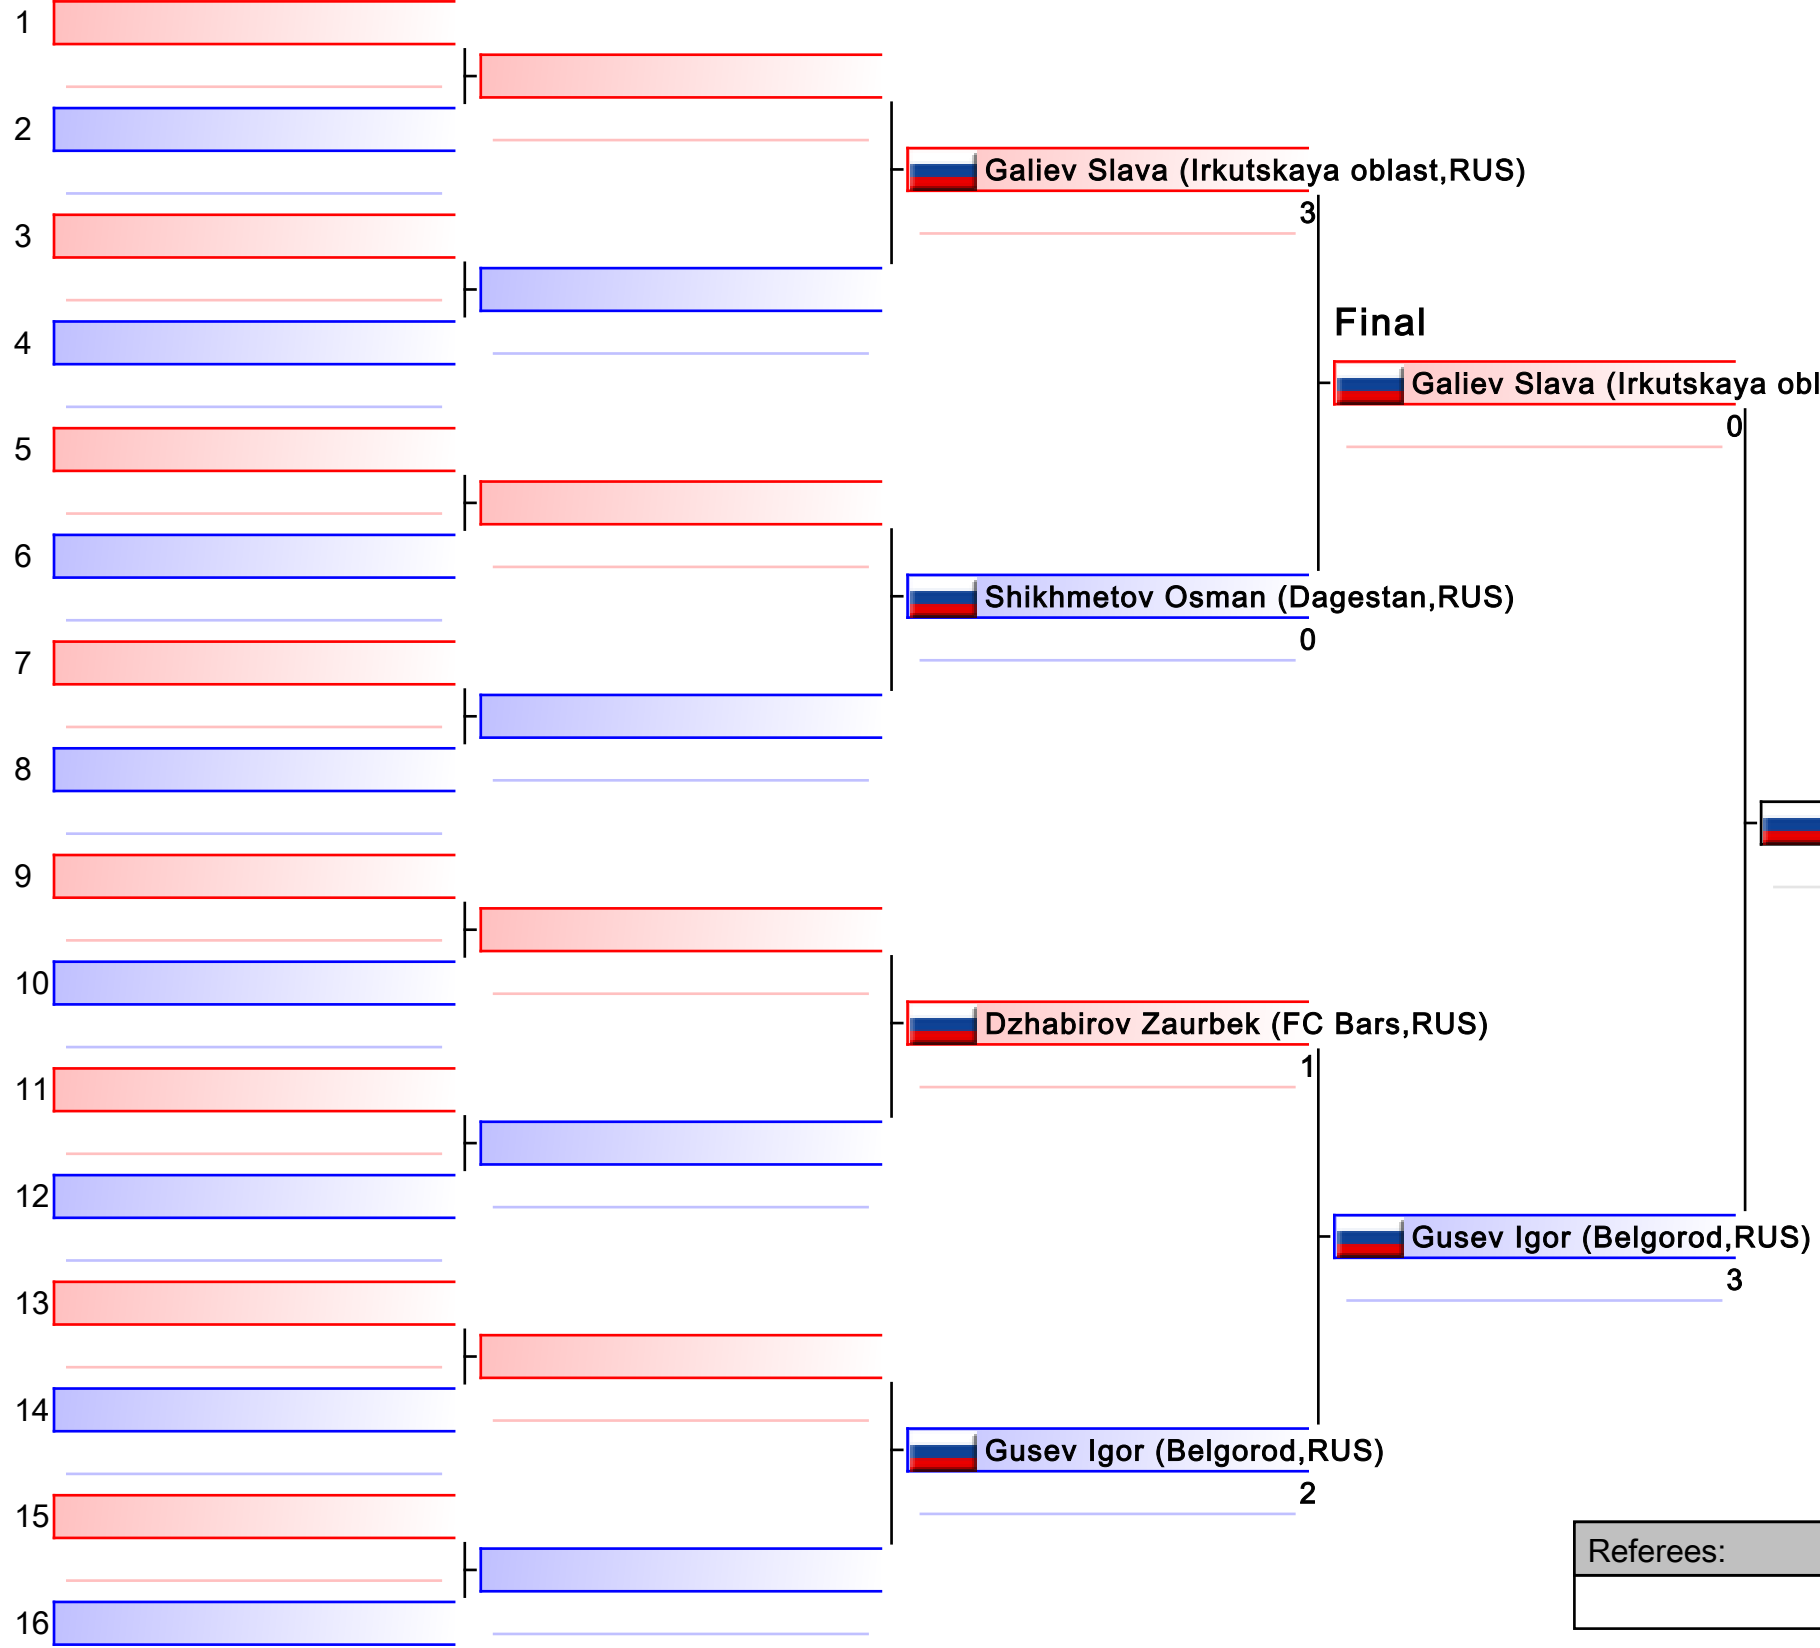 1
2
Galiev Slava (Irkutskaya oblast,RUS)
3
3
Final
4
Galiev Slava (Irkutskaya obl
0
5
6
Shikhmetov Osman (Dagestan,RUS)
0
7
8
9
10
Dzhabirov Zaurbek (FC Bars,RUS)
1
11
12
Gusev Igor (Belgorod,RUS)
3
13
14
Gusev Igor (Belgorod,RUS)
2
15
Referees:
16